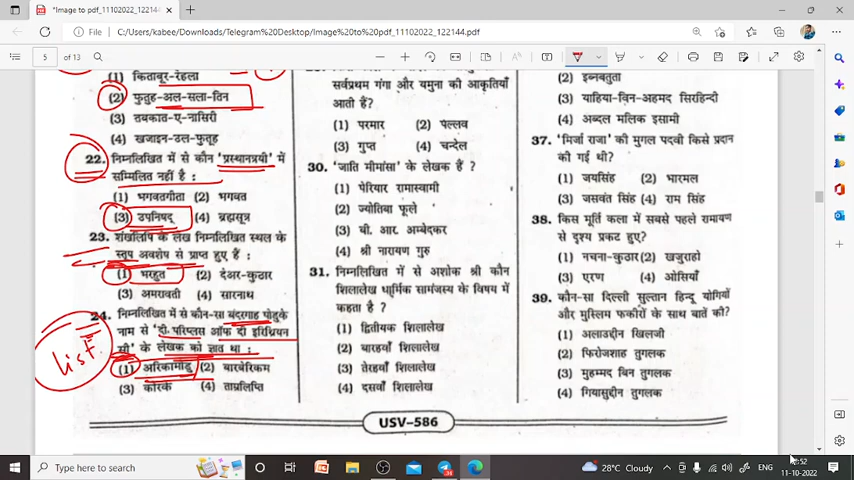 *Image to pdf_11102022_122144.p
File
C:/Users/kabee/Downloads/Telegram%20Desktop/Image%20to%20pdf_11102022_122144.pdf
5 of 13
(1) किताबूर-रेहला
(2) फुतुह-अल-सला-तिन
(3) तबकात-ए-नासिरी
(4) खजाइन-उल-फुतूह
22. निम्नलिखित में से कौन 'प्रस्थानत्रयी' में
सम्मिलित नहीं है :
(1) भगवतगीता (2) भगवत
(3) उपनिषद् (4) ब्रह्मसूत्र
23. शंखलिपि के लेख निम्नलिखित स्थल के
स्तूप अवशेष से प्राप्त हुए हैं :
(1) भरहुत (2) देअर-कुठार
(3) अमरावती (4) सारनाथ
24. निम्नलिखित में से कौन-सा बंदरगाह पोडुके
नाम से 'दी पेरिप्लस ऑफ दी इरिथ्रियन
सी' के लेखक को ज्ञात था :
(1) अरिकामेडु (2) बारबेरिकम
(3) कोरके (4) ताम्रलिप्ति
list
सर्वप्रथम गंगा और यमुना की आकृतियाँ
आती हैं?
(1) परमार (2) पल्लव
(3) गुप्त (4) चन्देल
30. 'जाति मीमांसा' के लेखक हैं ?
(1) पेरियार रामास्वामी
(2) ज्योतिबा फूले
(3) बी. आर. अम्बेदकर
(4) श्री नारायण गुरु
31. निम्नलिखित में से अशोक श्री कौन
शिलालेख धार्मिक सामंजस्य के विषय में
कहता है ?
(1) द्वितीयक शिलालेख
(2) बारहवाँ शिलालेख
(3) तेरहवाँ शिलालेख
(4) दसवाँ शिलालेख
(2) इब्नबतुता
(3) याहिया-बिन-अहमद सिरहिन्दी
(4) अब्दल मलिक इसामी
37. 'मिर्जा राजा' की मुगल पदवी किसे प्रदान
की गई थी?
(1) जयसिंह (2) भारमल
(3) जसवंत सिंह (4) राम सिंह
38. किस मूर्ति कला में सबसे पहले रामायण
से दृश्य प्रकट हुए?
(1) नचना-कुठार (2) खजुराहो
(3) एरण (4) ओसियाँ
39. कौन-सा दिल्ली सुल्तान हिन्दू योगियों
और मुस्लिम फकीरों के साथ बातें की?
(1) अलाउद्दीन खिलजी
(2) फिरोजशाह तुगलक
(3) मुहम्मद बिन तुगलक
(4) गियासुद्दीन तुगलक
USV-586
Type here to search
28°C Cloudy
ENG
11-10-2022